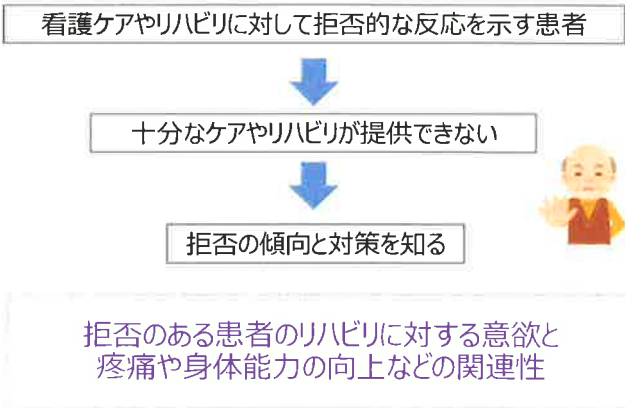 看護ケアやリハビリに対して拒否的な反応を示す患者
十分なケアやリハビリが提供できない
拒否の傾向と対策を知る
拒否のある患者のリハビリに対する意欲と
疼痛や身体能力の向上などの関連性